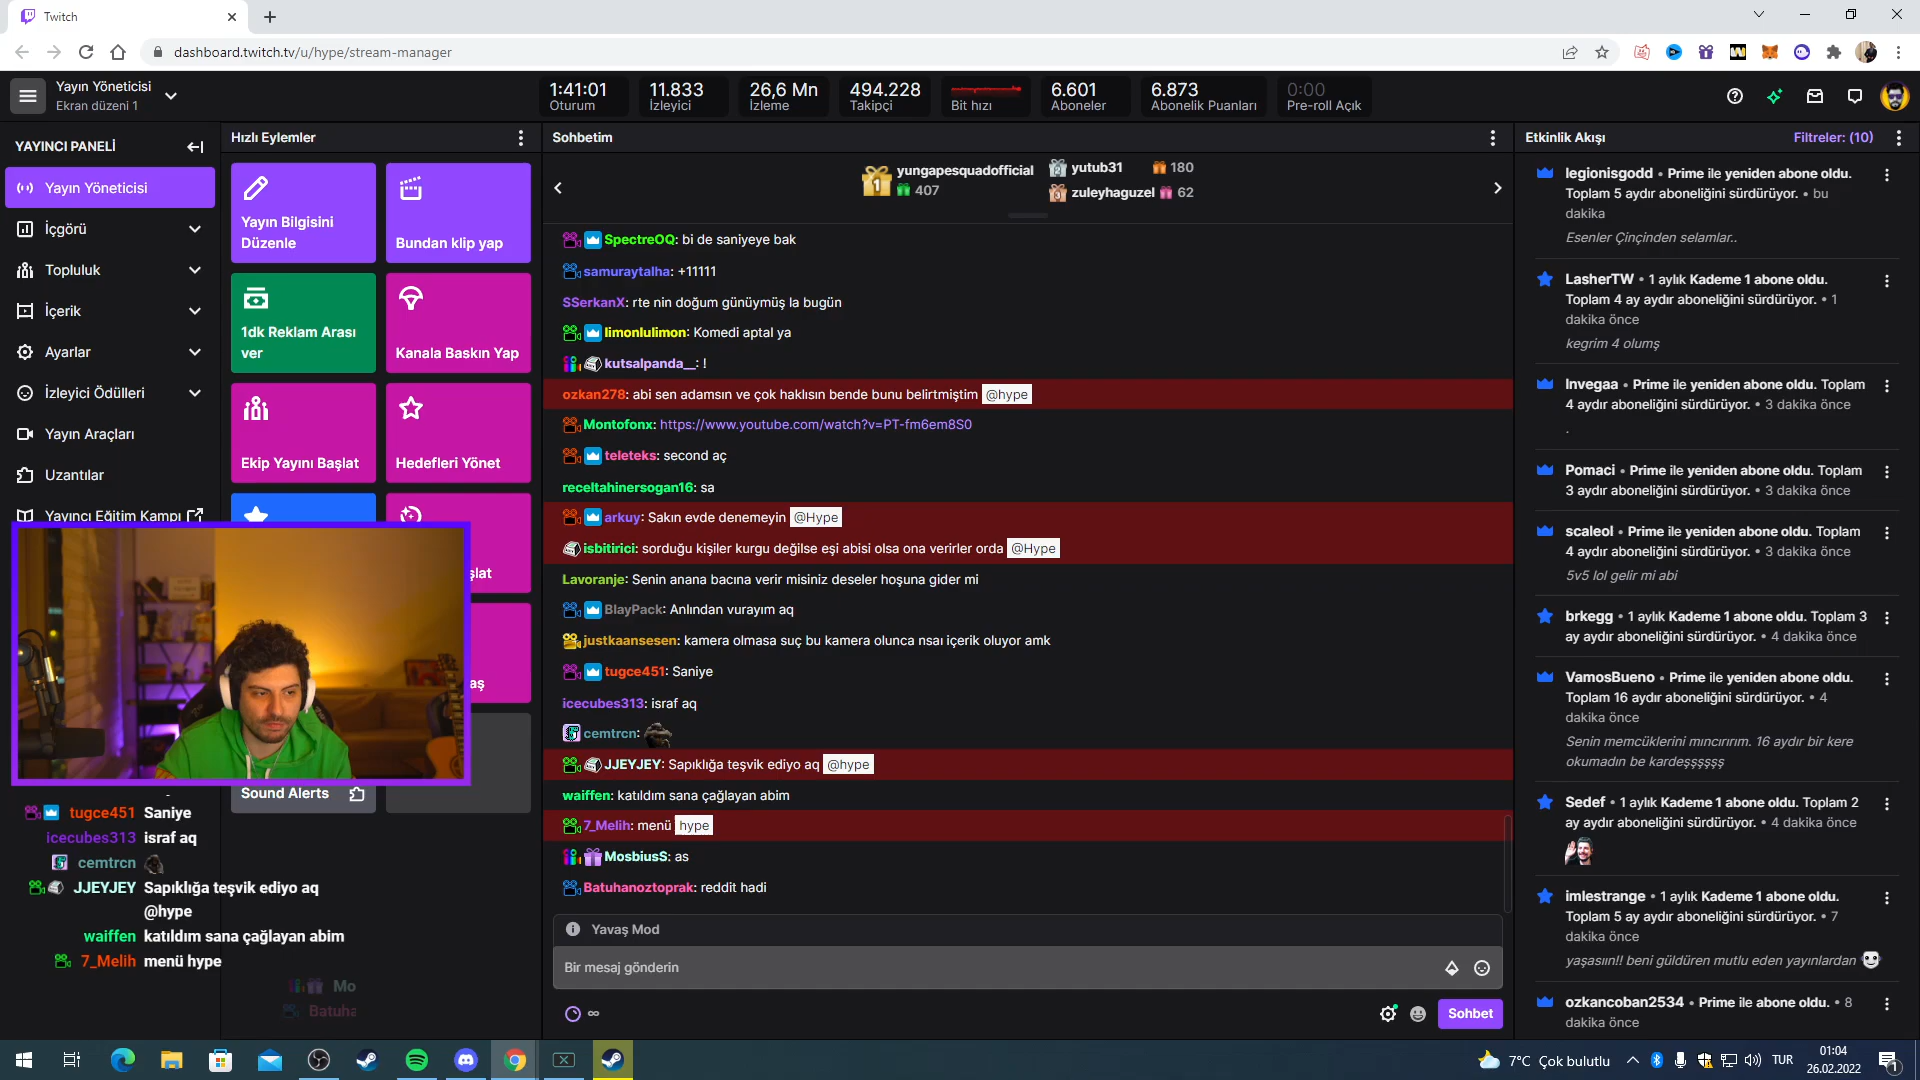 Twitch
dashboard.twitch.tv/u/hype/stream-manager
Yayın Yöneticisi
Ekran düzeni 1
1:41:01
Oturum
11.833
İzleyici
26,6 Mn
İzleme
494.228
Takipçi
Bit hızı
6.601
Aboneler
6.873
Abonelik Puanları
0:00
Pre-roll Açık
YAYINCI PANELİ
Yayın Yöneticisi
İçgörü
Topluluk
İçerik
Ayarlar
İzleyici Ödülleri
Yayın Araçları
Uzantılar
Yayıncı Eğitim Kampı
Hızlı Eylemler
Yayın Bilgisini
Düzenle
Bundan klip yap
1dk Reklam Arası
ver
Kanala Baskın Yap
Ekip Yayını Başlat
Hedefleri Yönet
şlat
aş
Sound Alerts
tugce451 Saniye
icecubes313 israf aq
cemtrcn
JJEYJEY Sapıklığa teşvik ediyo aq
@hype
waiffen katıldım sana çağlayan abim
7_Melih menü hype
Mo
Batuha
Sohbetim
1 yungapesquadofficial
407
2 yutub31 180
3 zuleyhaguzel 62
SpectreOQ: bi de saniyeye bak
samuraytalha: +11111
SSerkanX: rte nin doğum günüymüş la bugün
limonlulimon: Komedi aptal ya
kutsalpanda__: !
ozkan278: abi sen adamsın ve çok haklısın bende bunu belirtmiştim @hype
Montofonx: https://www.youtube.com/watch?v=PT-fm6em8S0
teleteks: second aç
receltahinersogan16: sa
arkuy: Sakın evde denemeyin @Hype
isbitirici: sorduğu kişiler kurgu değilse eşi abisi olsa ona verirler orda @Hype
Lavoranje: Senin anana bacına verir misiniz deseler hoşuna gider mi
BlayPack: Anlından vurayım aq
justkaansesen: kamera olmasa suç bu kamera olunca nsaı içerik oluyor amk
tugce451: Saniye
icecubes313: israf aq
cemtrcn:
JJEYJEY: Sapıklığa teşvik ediyo aq @hype
waiffen: katıldım sana çağlayan abim
7_Melih: menü hype
MosbiusS: as
Batuhanoztoprak: reddit hadi
Yavaş Mod
Bir mesaj gönderin
∞
Sohbet
Etkinlik Akışı
Filtreler: (10)
legionisgodd • Prime ile yeniden abone oldu.
Toplam 5 aydır aboneliğini sürdürüyor. • bu
dakika
Esenler Çinçinden selamlar..
LasherTW • 1 aylık Kademe 1 abone oldu.
Toplam 4 ay aydır aboneliğini sürdürüyor. • 1
dakika önce
kegrim 4 olumş
Invegaa • Prime ile yeniden abone oldu. Toplam
4 aydır aboneliğini sürdürüyor. • 3 dakika önce
.
Pomaci • Prime ile yeniden abone oldu. Toplam
3 aydır aboneliğini sürdürüyor. • 3 dakika önce
scaleol • Prime ile yeniden abone oldu. Toplam
4 aydır aboneliğini sürdürüyor. • 3 dakika önce
5v5 lol gelir mi abi
brkegg • 1 aylık Kademe 1 abone oldu. Toplam 3
ay aydır aboneliğini sürdürüyor. • 4 dakika önce
VamosBueno • Prime ile yeniden abone oldu.
Toplam 16 aydır aboneliğini sürdürüyor. • 4
dakika önce
Senin memcüklerini mıncırırım. 16 aydır bir kere
okumadın be kardeşşşşşş
Sedef • 1 aylık Kademe 1 abone oldu. Toplam 2
ay aydır aboneliğini sürdürüyor. • 4 dakika önce
imlestrange • 1 aylık Kademe 1 abone oldu.
Toplam 5 ay aydır aboneliğini sürdürüyor. • 7
dakika önce
yaşasıın!! beni güldüren mutlu eden yayınlardan
ozkancoban2534 • Prime ile abone oldu. • 8
dakika önce
7°C Çok bulutlu
TUR
01:04
26.02.2022
1